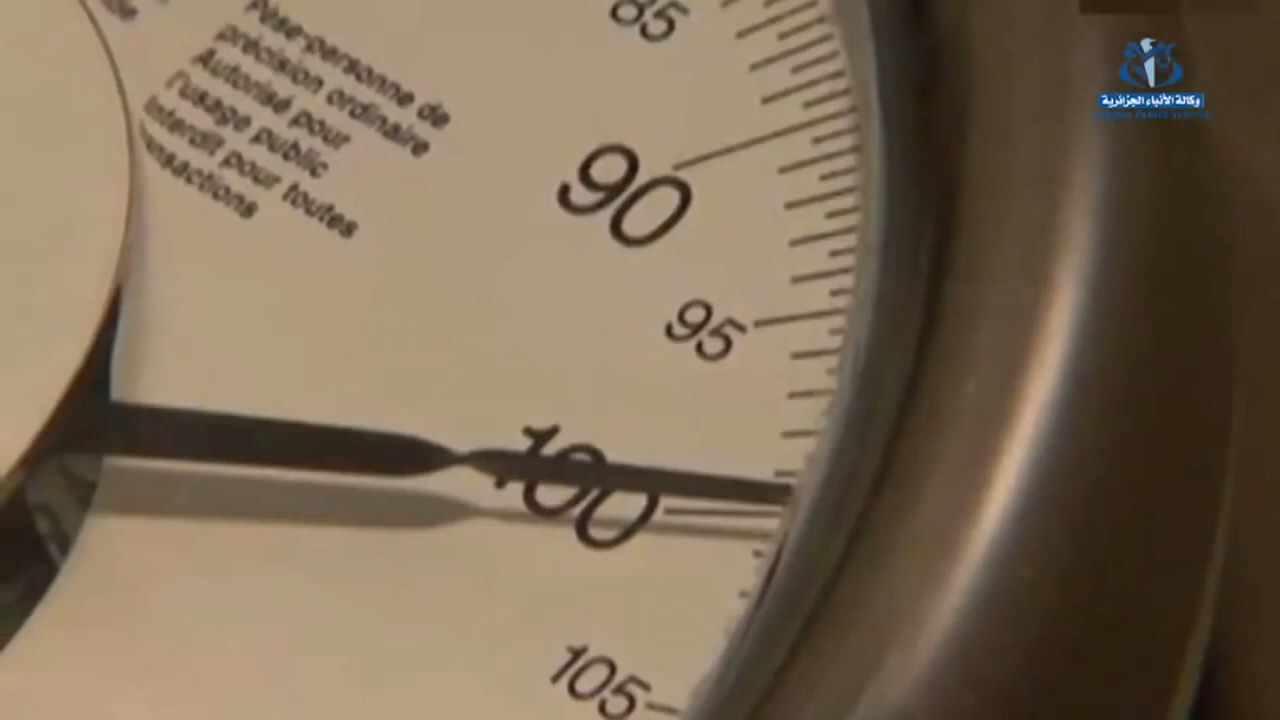 Pèse-personne de
précision ordinaire
Autorisé pour
l'usage public
Interdit pour toutes
85
90
95
100
105
وكالة الأنباء الجزائرية